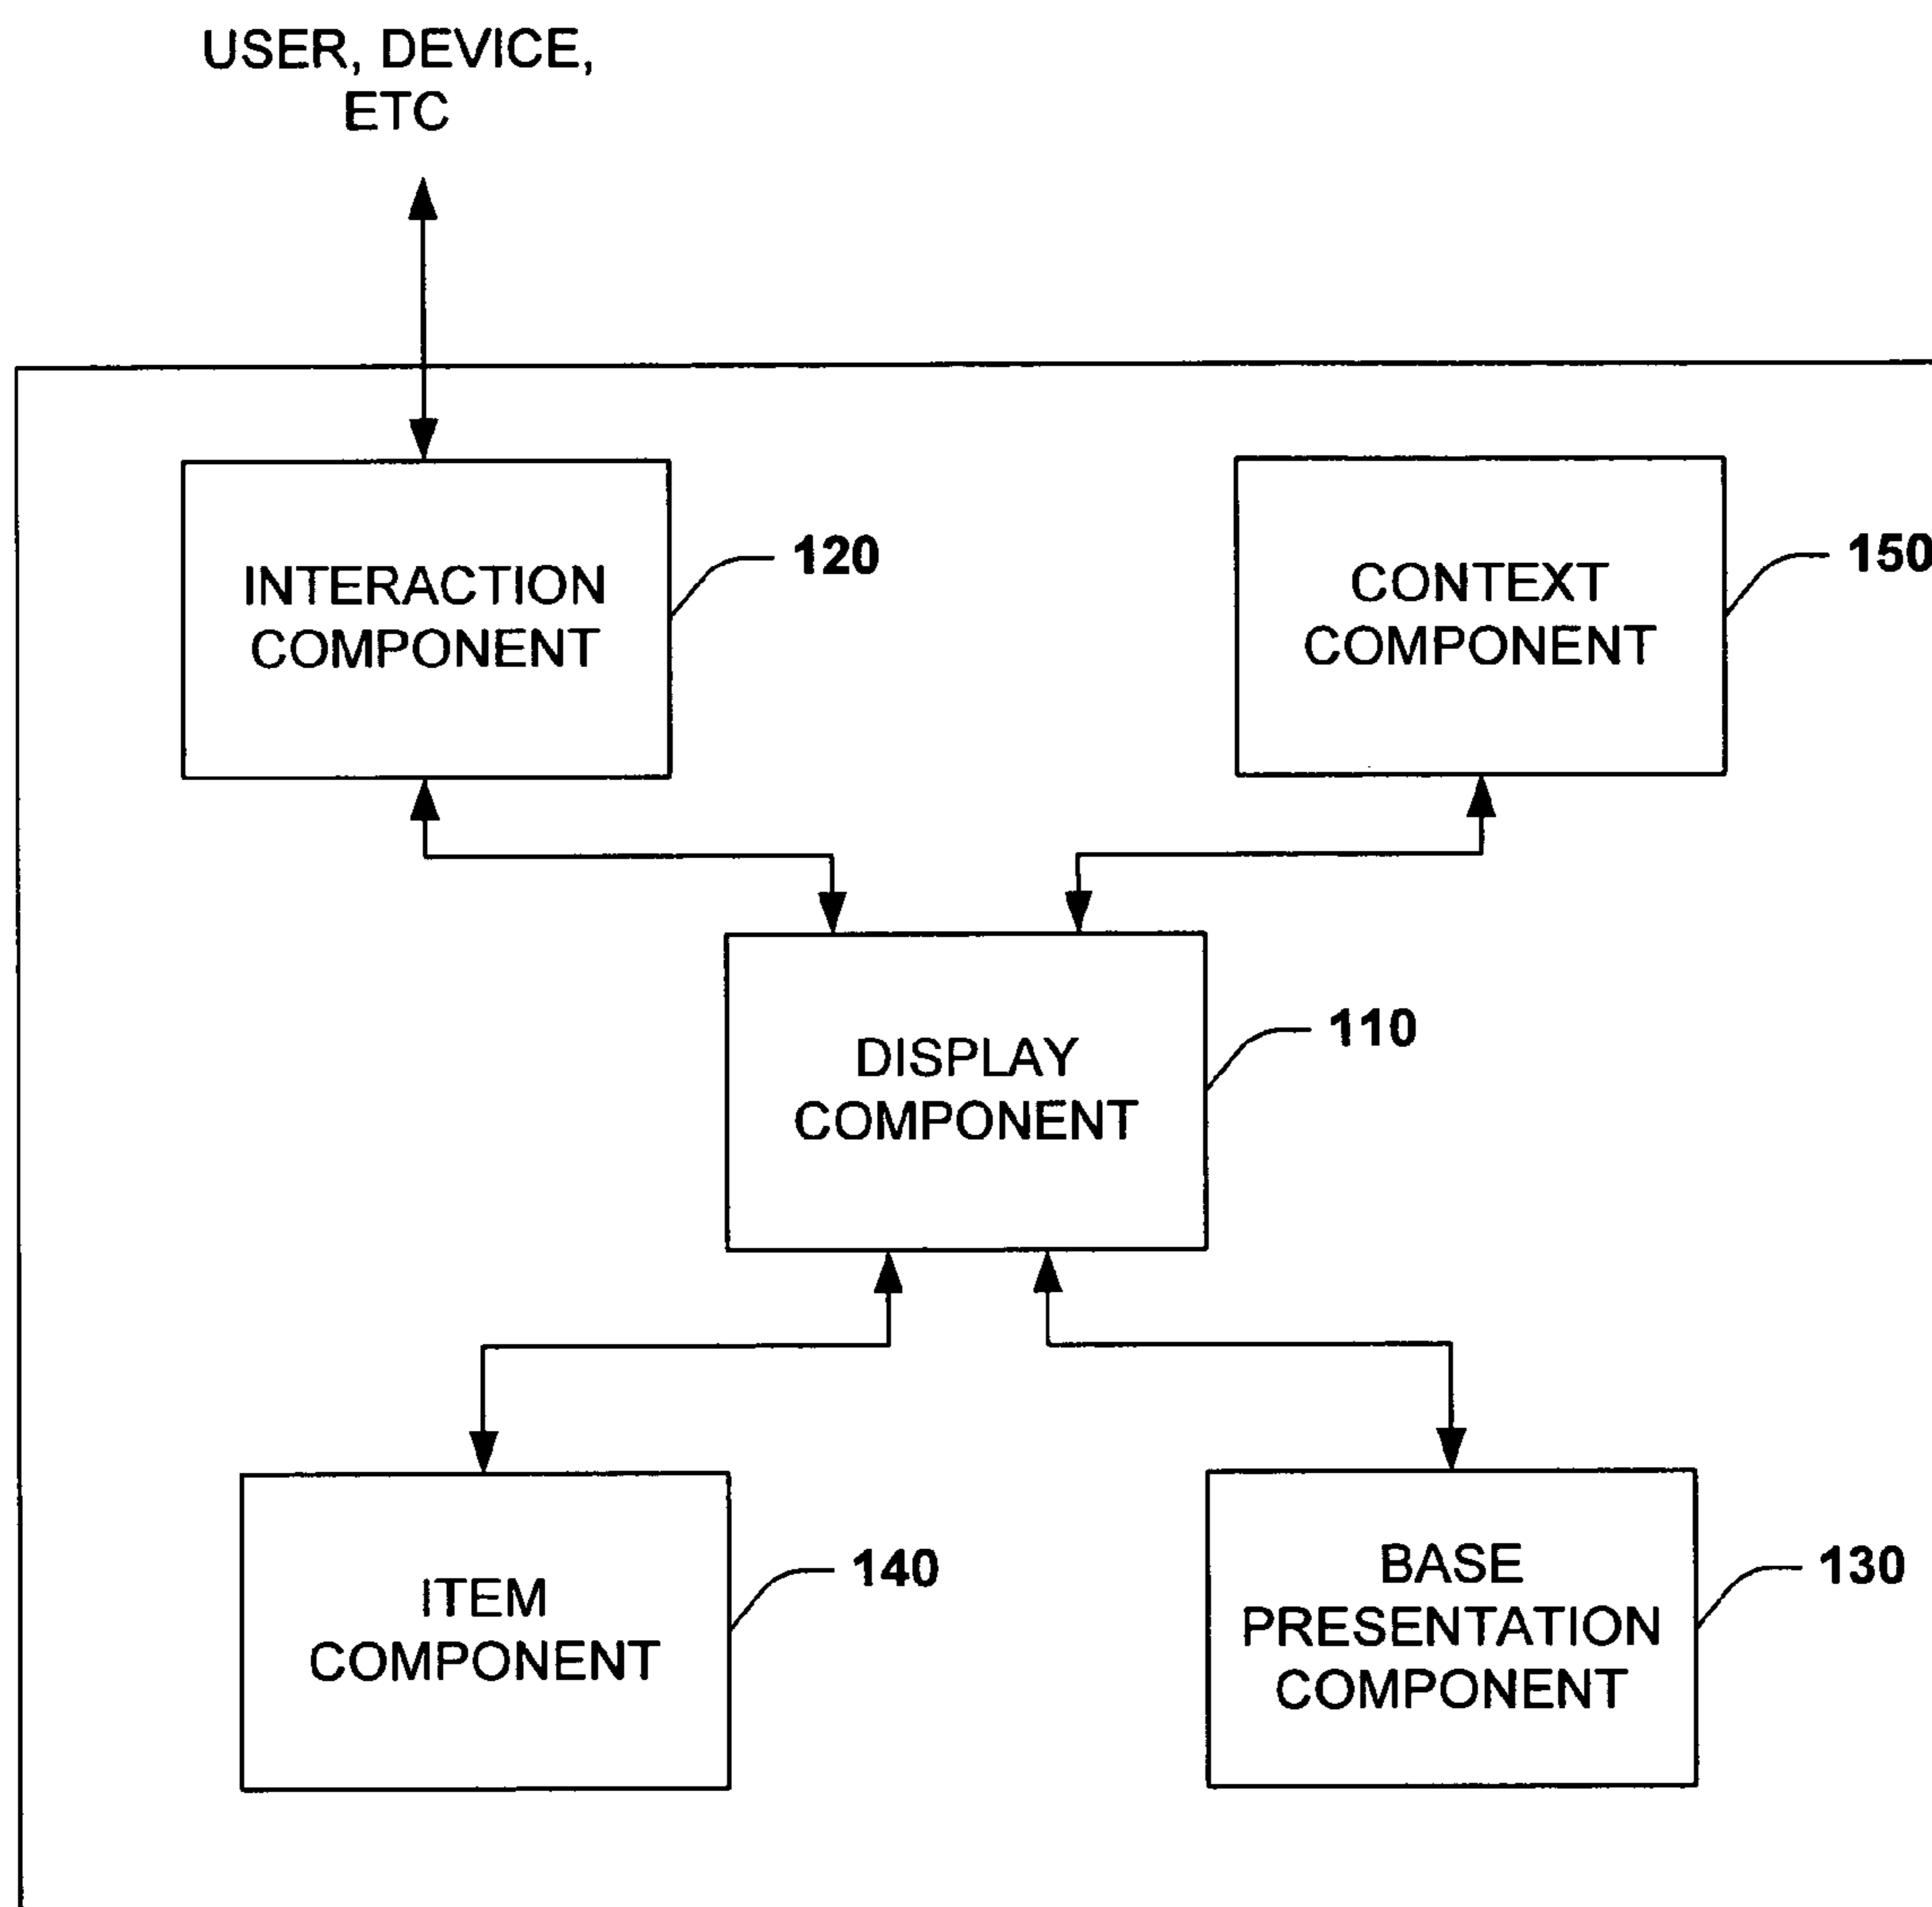 USER, DEVICE,
ETC
INTERACTION
COMPONENT
120
CONTEXT
COMPONENT
150
DISPLAY
COMPONENT
110
ITEM
COMPONENT
140
BASE
PRESENTATION
COMPONENT
130